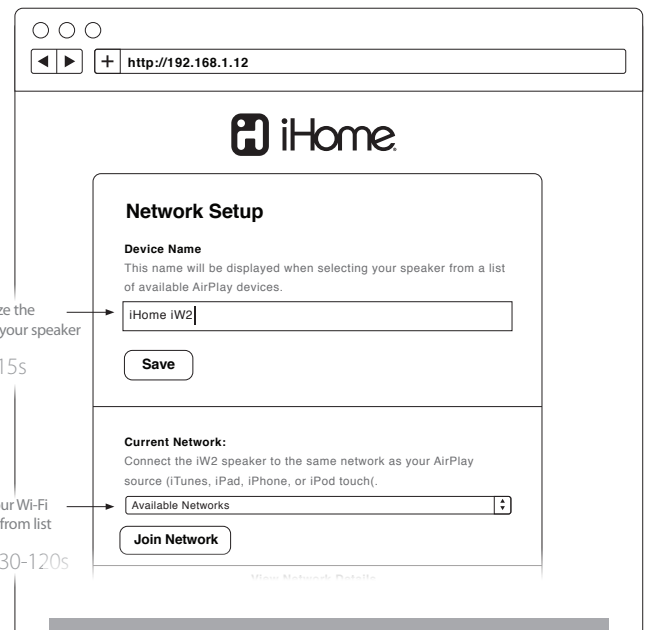 http://192.168.1.12
iHome
Network Setup
Device Name
This name will be displayed when selecting your speaker from a list
of available AirPlay devices.
ze the
your speaker
iHome iW2
15s
Save
Current Network:
Connect the iW2 speaker to the same network as your AirPlay
source (iTunes, iPad, iPhone, or iPod touch(.
ur Wi-Fi
from list
Available Networks
Join Network
30-120s
View Network Details